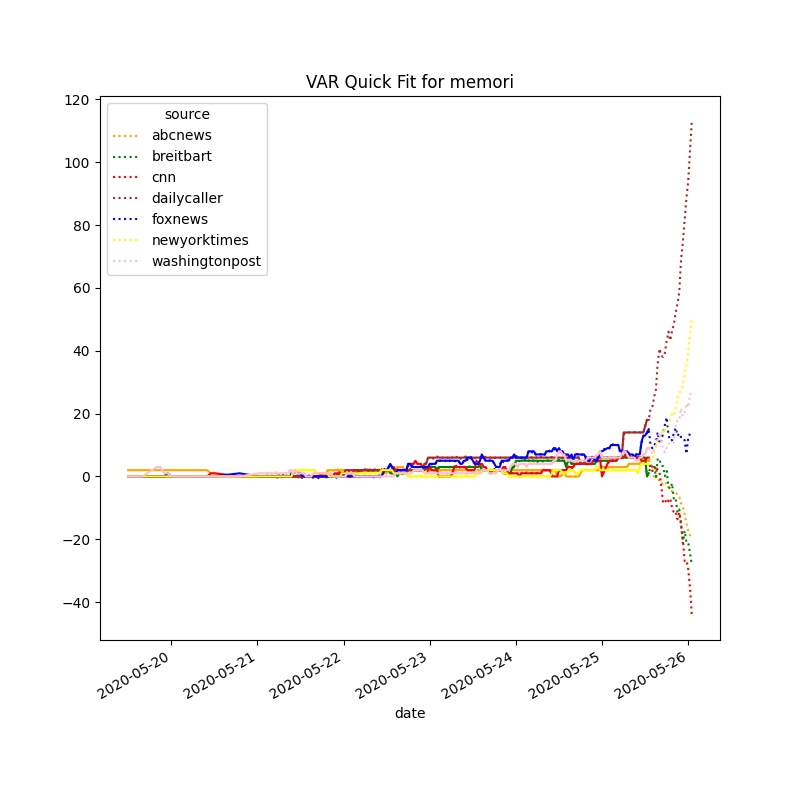 VAR Quick Fit for memori
120
100
80
60
40
20
0
−20
−40
source
abcnews
breitbart
cnn
dailycaller
foxnews
newyorktimes
washingtonpost
2020-05-20
2020-05-21
2020-05-22
2020-05-23
2020-05-24
2020-05-25
2020-05-26
date